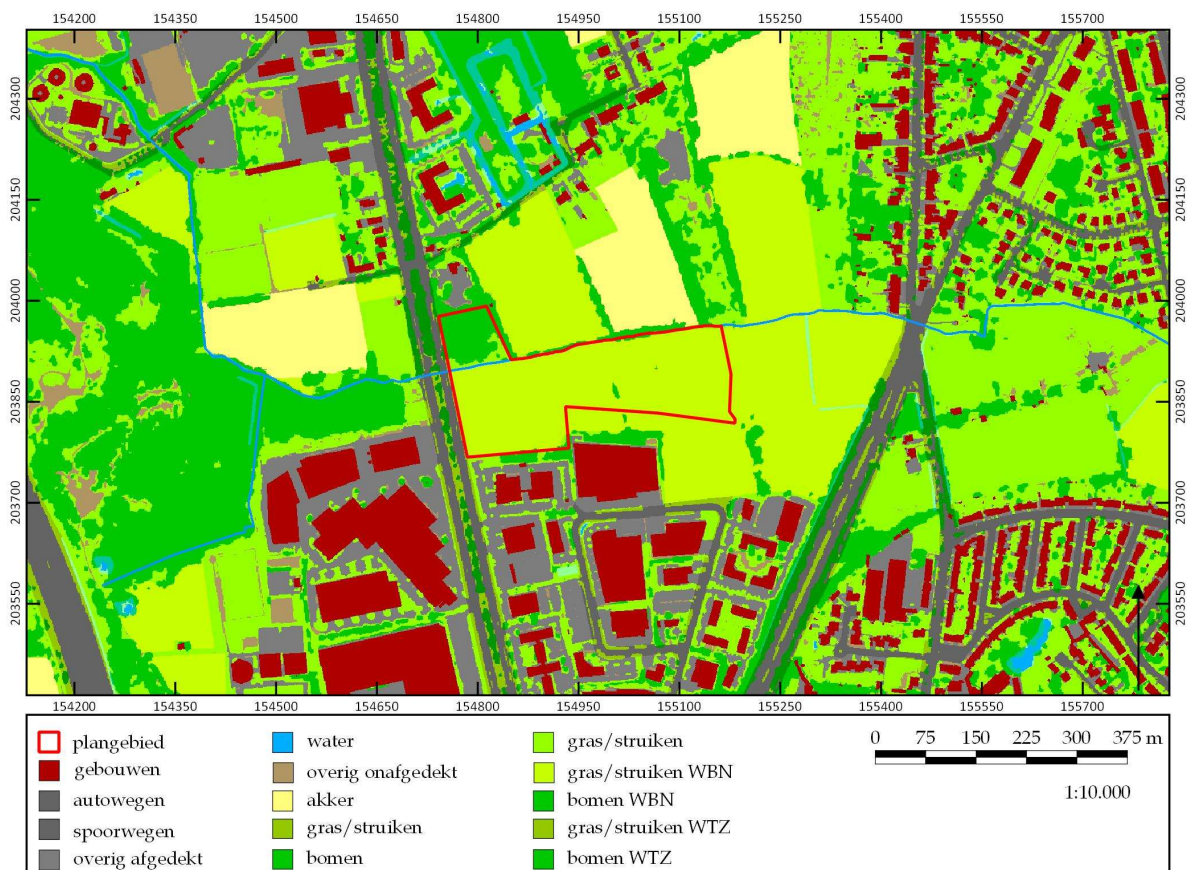 154200 154350 154500 154650 154800 154950 155100 155250 155400 155550 155700
204300 204300
204150 204150
204000 204000
203850 203850
203700 203700
203550 203550
154200 154350 154500 154650 154800 154950 155100 155250 155400 155550 155700
plangebied
gebouwen
autowegen
spoorwegen
overig afgedekt
water
overig onafgedekt
akker
gras/struiken
bomen
gras/struiken
gras/struiken WBN
bomen WBN
gras/struiken WTZ
bomen WTZ
0 75 150 225 300 375 m
1:10.000